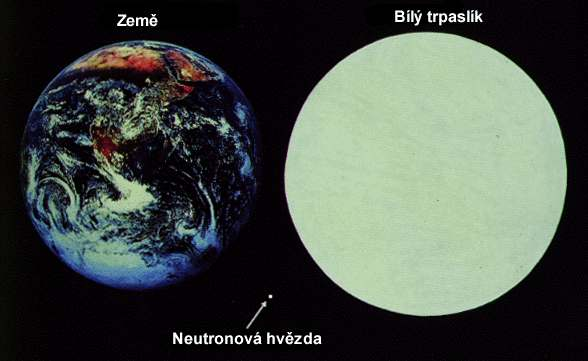 Země
Bílý trpaslík
Neutronová hvězda